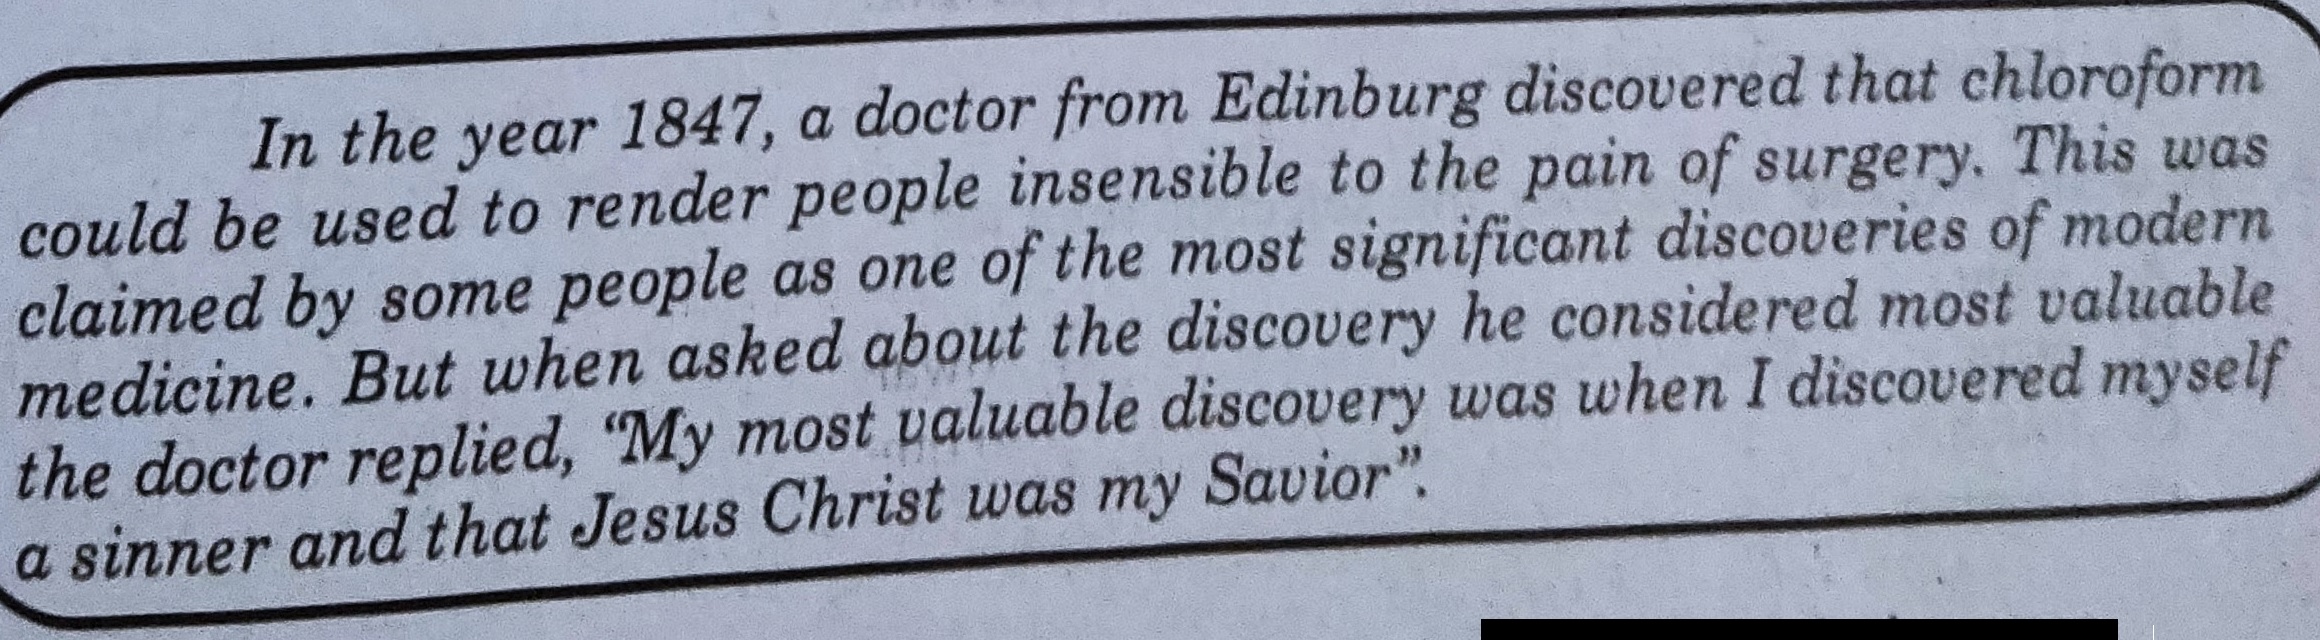 In the year 1847, a doctor from Edinburg discovered that chloroform
could be used to render people insensible to the pain of surgery. This was
claimed by some people as one of the most significant discoveries of modern
medicine. But when asked about the discovery he considered most valuable
the doctor replied, “My most valuable discovery was when I discovered myself
a sinner and that Jesus Christ was my Savior”.